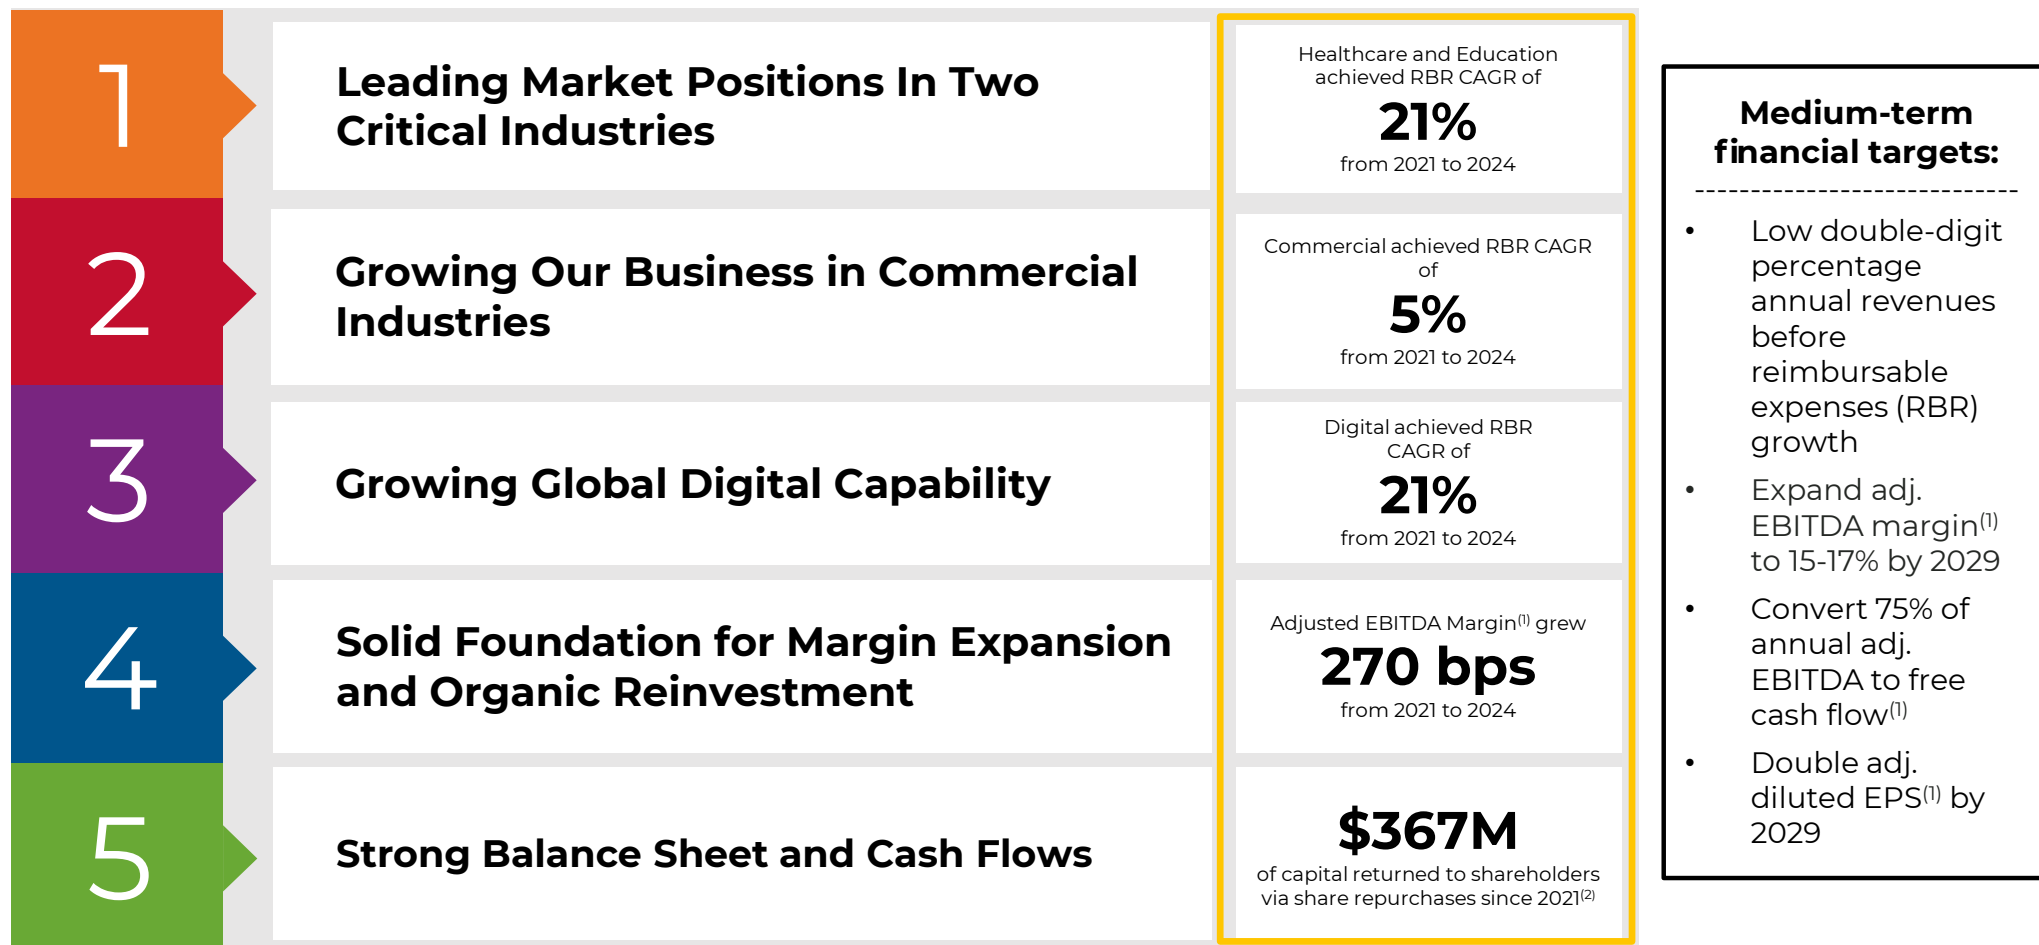 1
Leading Market Positions In Two
Critical Industries
Healthcare and Education
achieved RBR CAGR of
21%
from 2021 to 2024
2
Growing Our Business in Commercial
Industries
Commercial achieved RBR CAGR
of
5%
from 2021 to 2024
3
Growing Global Digital Capability
Digital achieved RBR
CAGR of
21%
from 2021 to 2024
4
Solid Foundation for Margin Expansion
and Organic Reinvestment
Adjusted EBITDA Margin(1) grew
270 bps
from 2021 to 2024
5
Strong Balance Sheet and Cash Flows
$367M
of capital returned to shareholders
via share repurchases since 2021(2)
Medium-term
financial targets:
-----------------------------
• Low double-digit
percentage
annual revenues
before
reimbursable
expenses (RBR)
growth
• Expand adj.
EBITDA margin(1)
to 15-17% by 2029
• Convert 75% of
annual adj.
EBITDA to free
cash flow(1)
• Double adj.
diluted EPS(1) by
2029